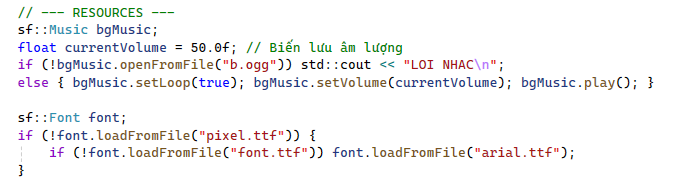 // --- RESOURCES ---
sf::Music bgMusic;
float currentVolume = 50.0f; // Biến lưu âm lượng
if (!bgMusic.openFromFile("b.ogg")) std::cout << "LOI NHAC\n";
else { bgMusic.setLoop(true); bgMusic.setVolume(currentVolume); bgMusic.play(); }

sf::Font font;
if (!font.loadFromFile("pixel.ttf")) {
    if (!font.loadFromFile("font.ttf")) font.loadFromFile("arial.ttf");
}